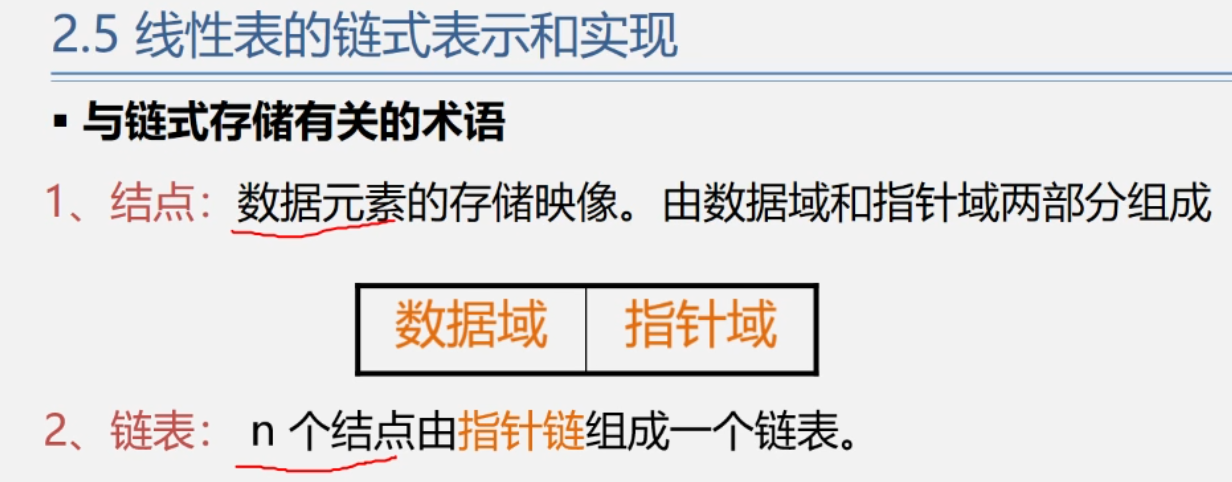 2.5 线性表的链式表示和实现
▪ 与链式存储有关的术语
1、结点：数据元素的存储映像。由数据域和指针域两部分组成
数据域 指针域
2、链表： n 个结点由指针链组成一个链表。